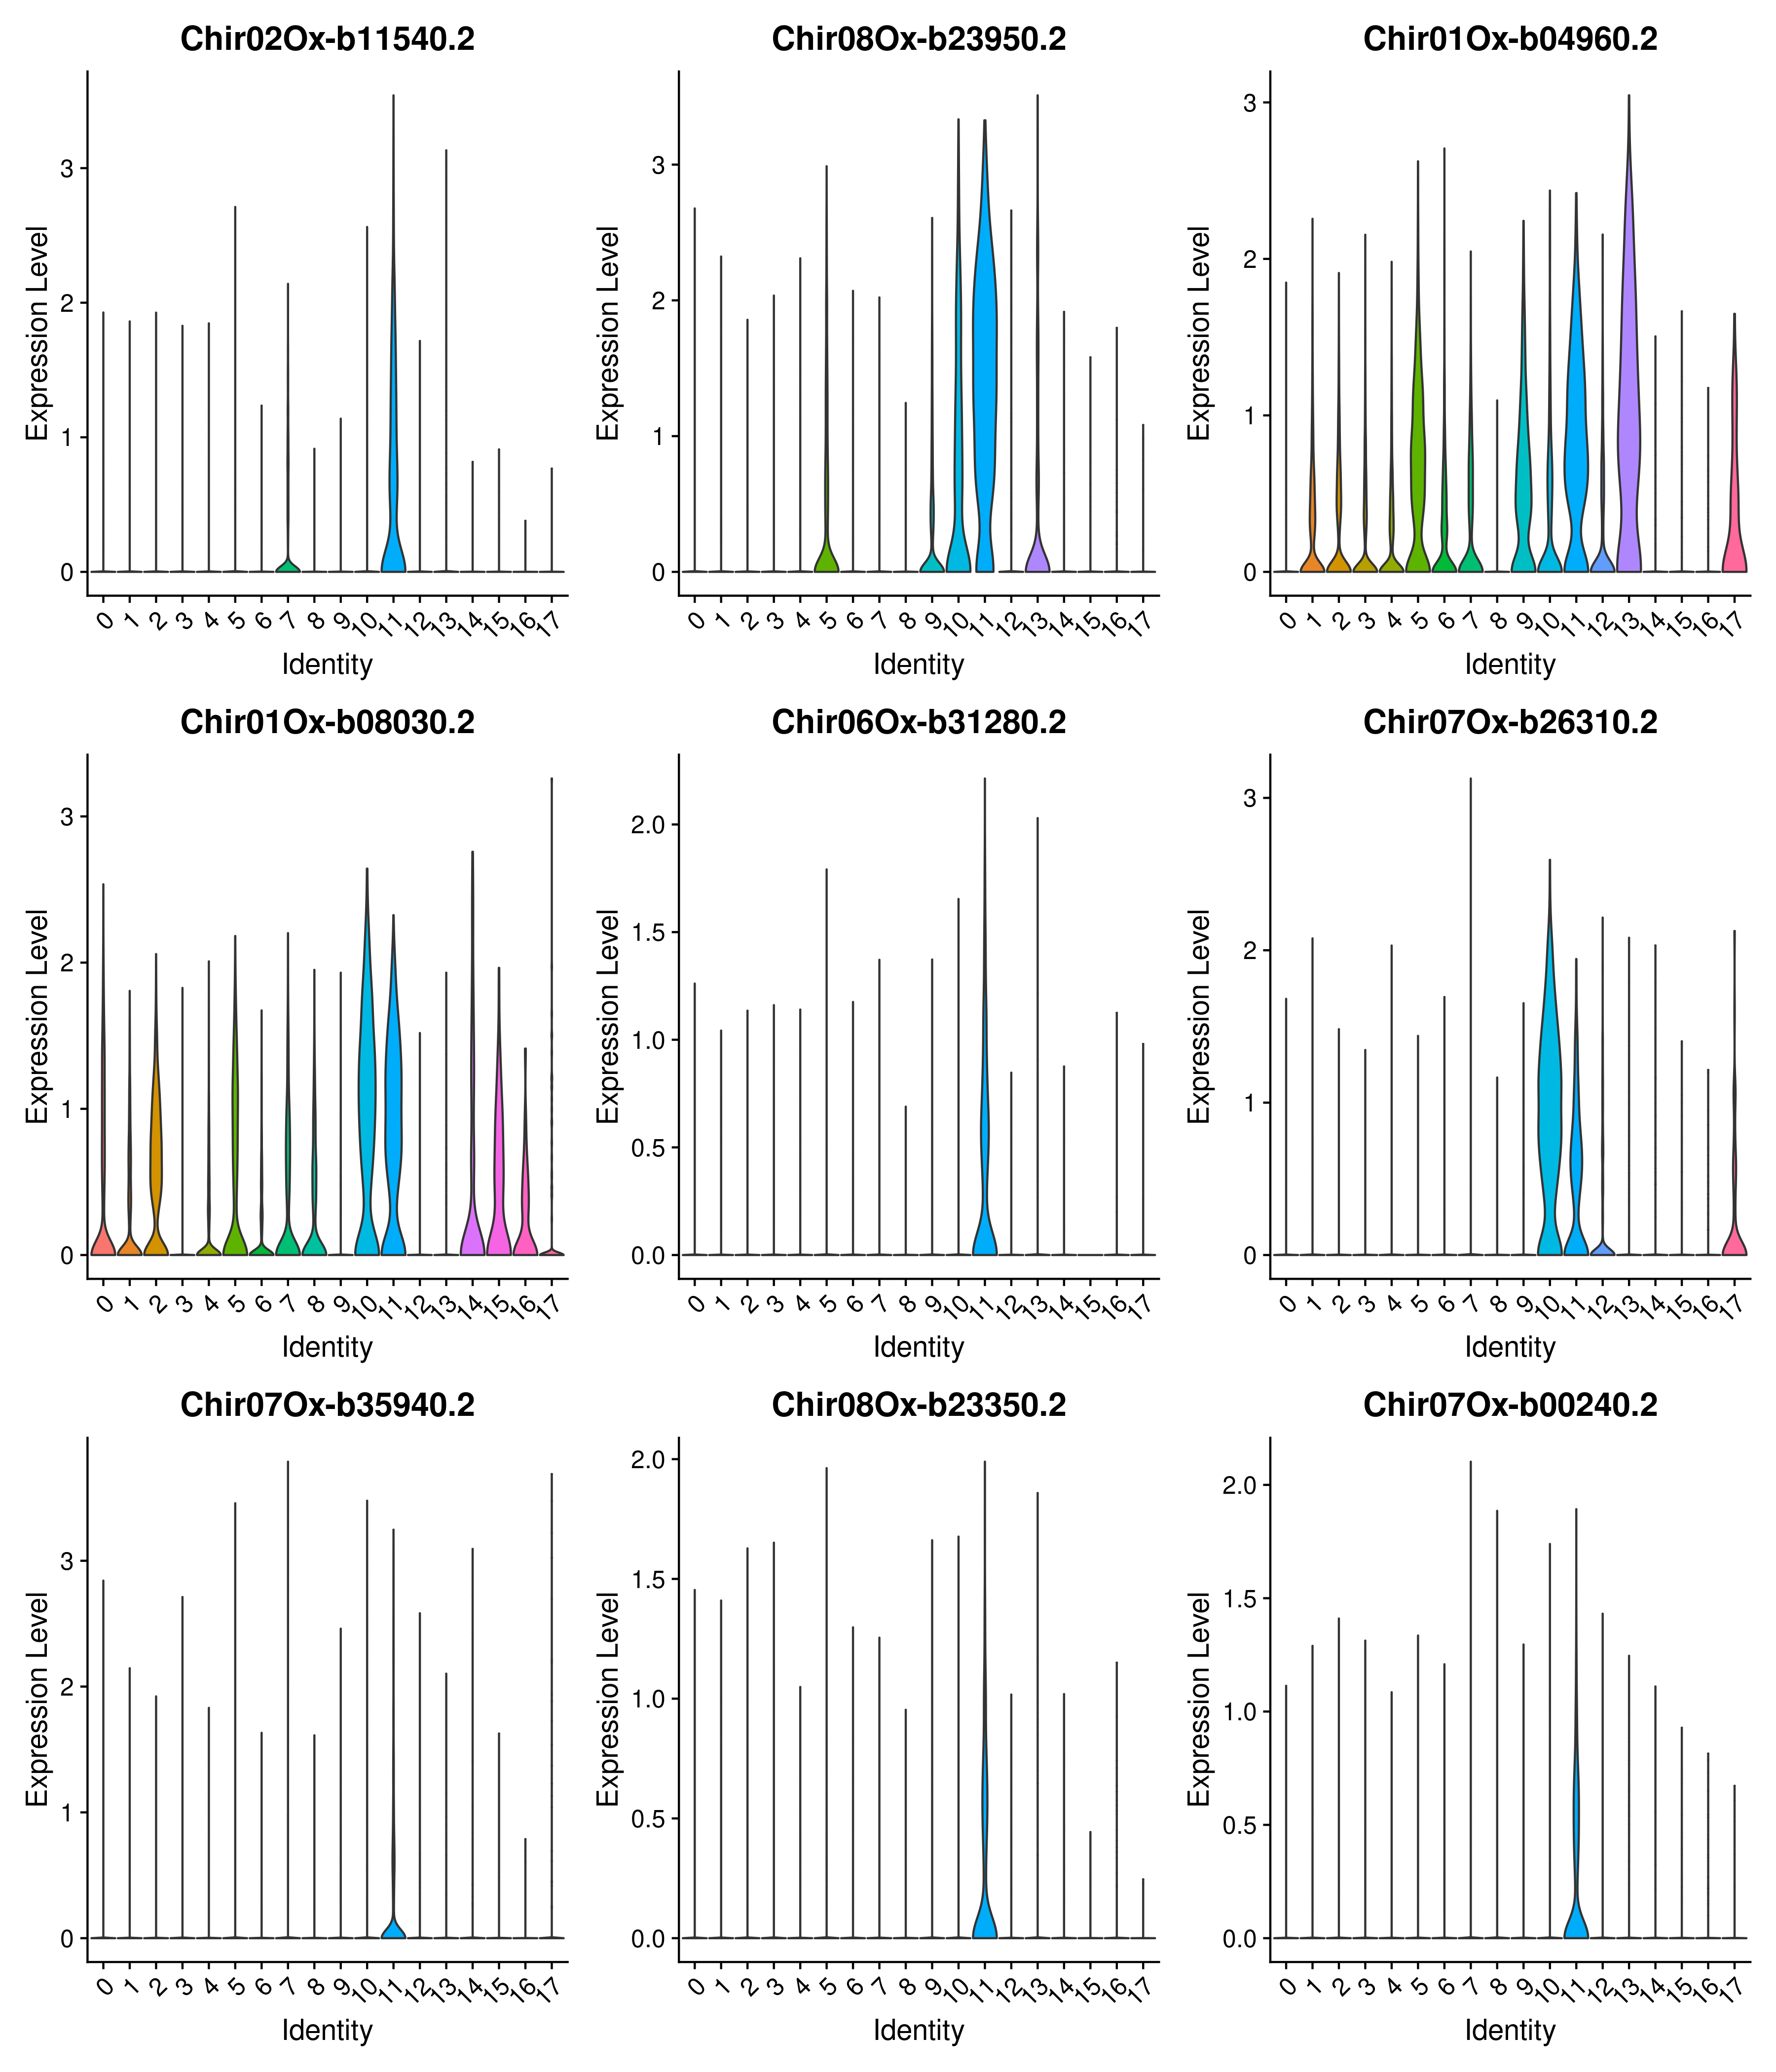 Chir02Ox-b11540.2
Expression Level
3
2
1
0
0 1 2 3 4 5 6 7 8 9 10 11 12 13 14 15 16 17
Identity
Chir08Ox-b23950.2
Expression Level
3
2
1
0
0 1 2 3 4 5 6 7 8 9 10 11 12 13 14 15 16 17
Identity
Chir01Ox-b04960.2
Expression Level
3
2
1
0
0 1 2 3 4 5 6 7 8 9 10 11 12 13 14 15 16 17
Identity
Chir01Ox-b08030.2
Expression Level
3
2
1
0
0 1 2 3 4 5 6 7 8 9 10 11 12 13 14 15 16 17
Identity
Chir06Ox-b31280.2
Expression Level
2.0
1.5
1.0
0.5
0.0
0 1 2 3 4 5 6 7 8 9 10 11 12 13 14 15 16 17
Identity
Chir07Ox-b26310.2
Expression Level
3
2
1
0
0 1 2 3 4 5 6 7 8 9 10 11 12 13 14 15 16 17
Identity
Chir07Ox-b35940.2
Expression Level
3
2
1
0
0 1 2 3 4 5 6 7 8 9 10 11 12 13 14 15 16 17
Identity
Chir08Ox-b23350.2
Expression Level
2.0
1.5
1.0
0.5
0.0
0 1 2 3 4 5 6 7 8 9 10 11 12 13 14 15 16 17
Identity
Chir07Ox-b00240.2
Expression Level
2.0
1.5
1.0
0.5
0.0
0 1 2 3 4 5 6 7 8 9 10 11 12 13 14 15 16 17
Identity